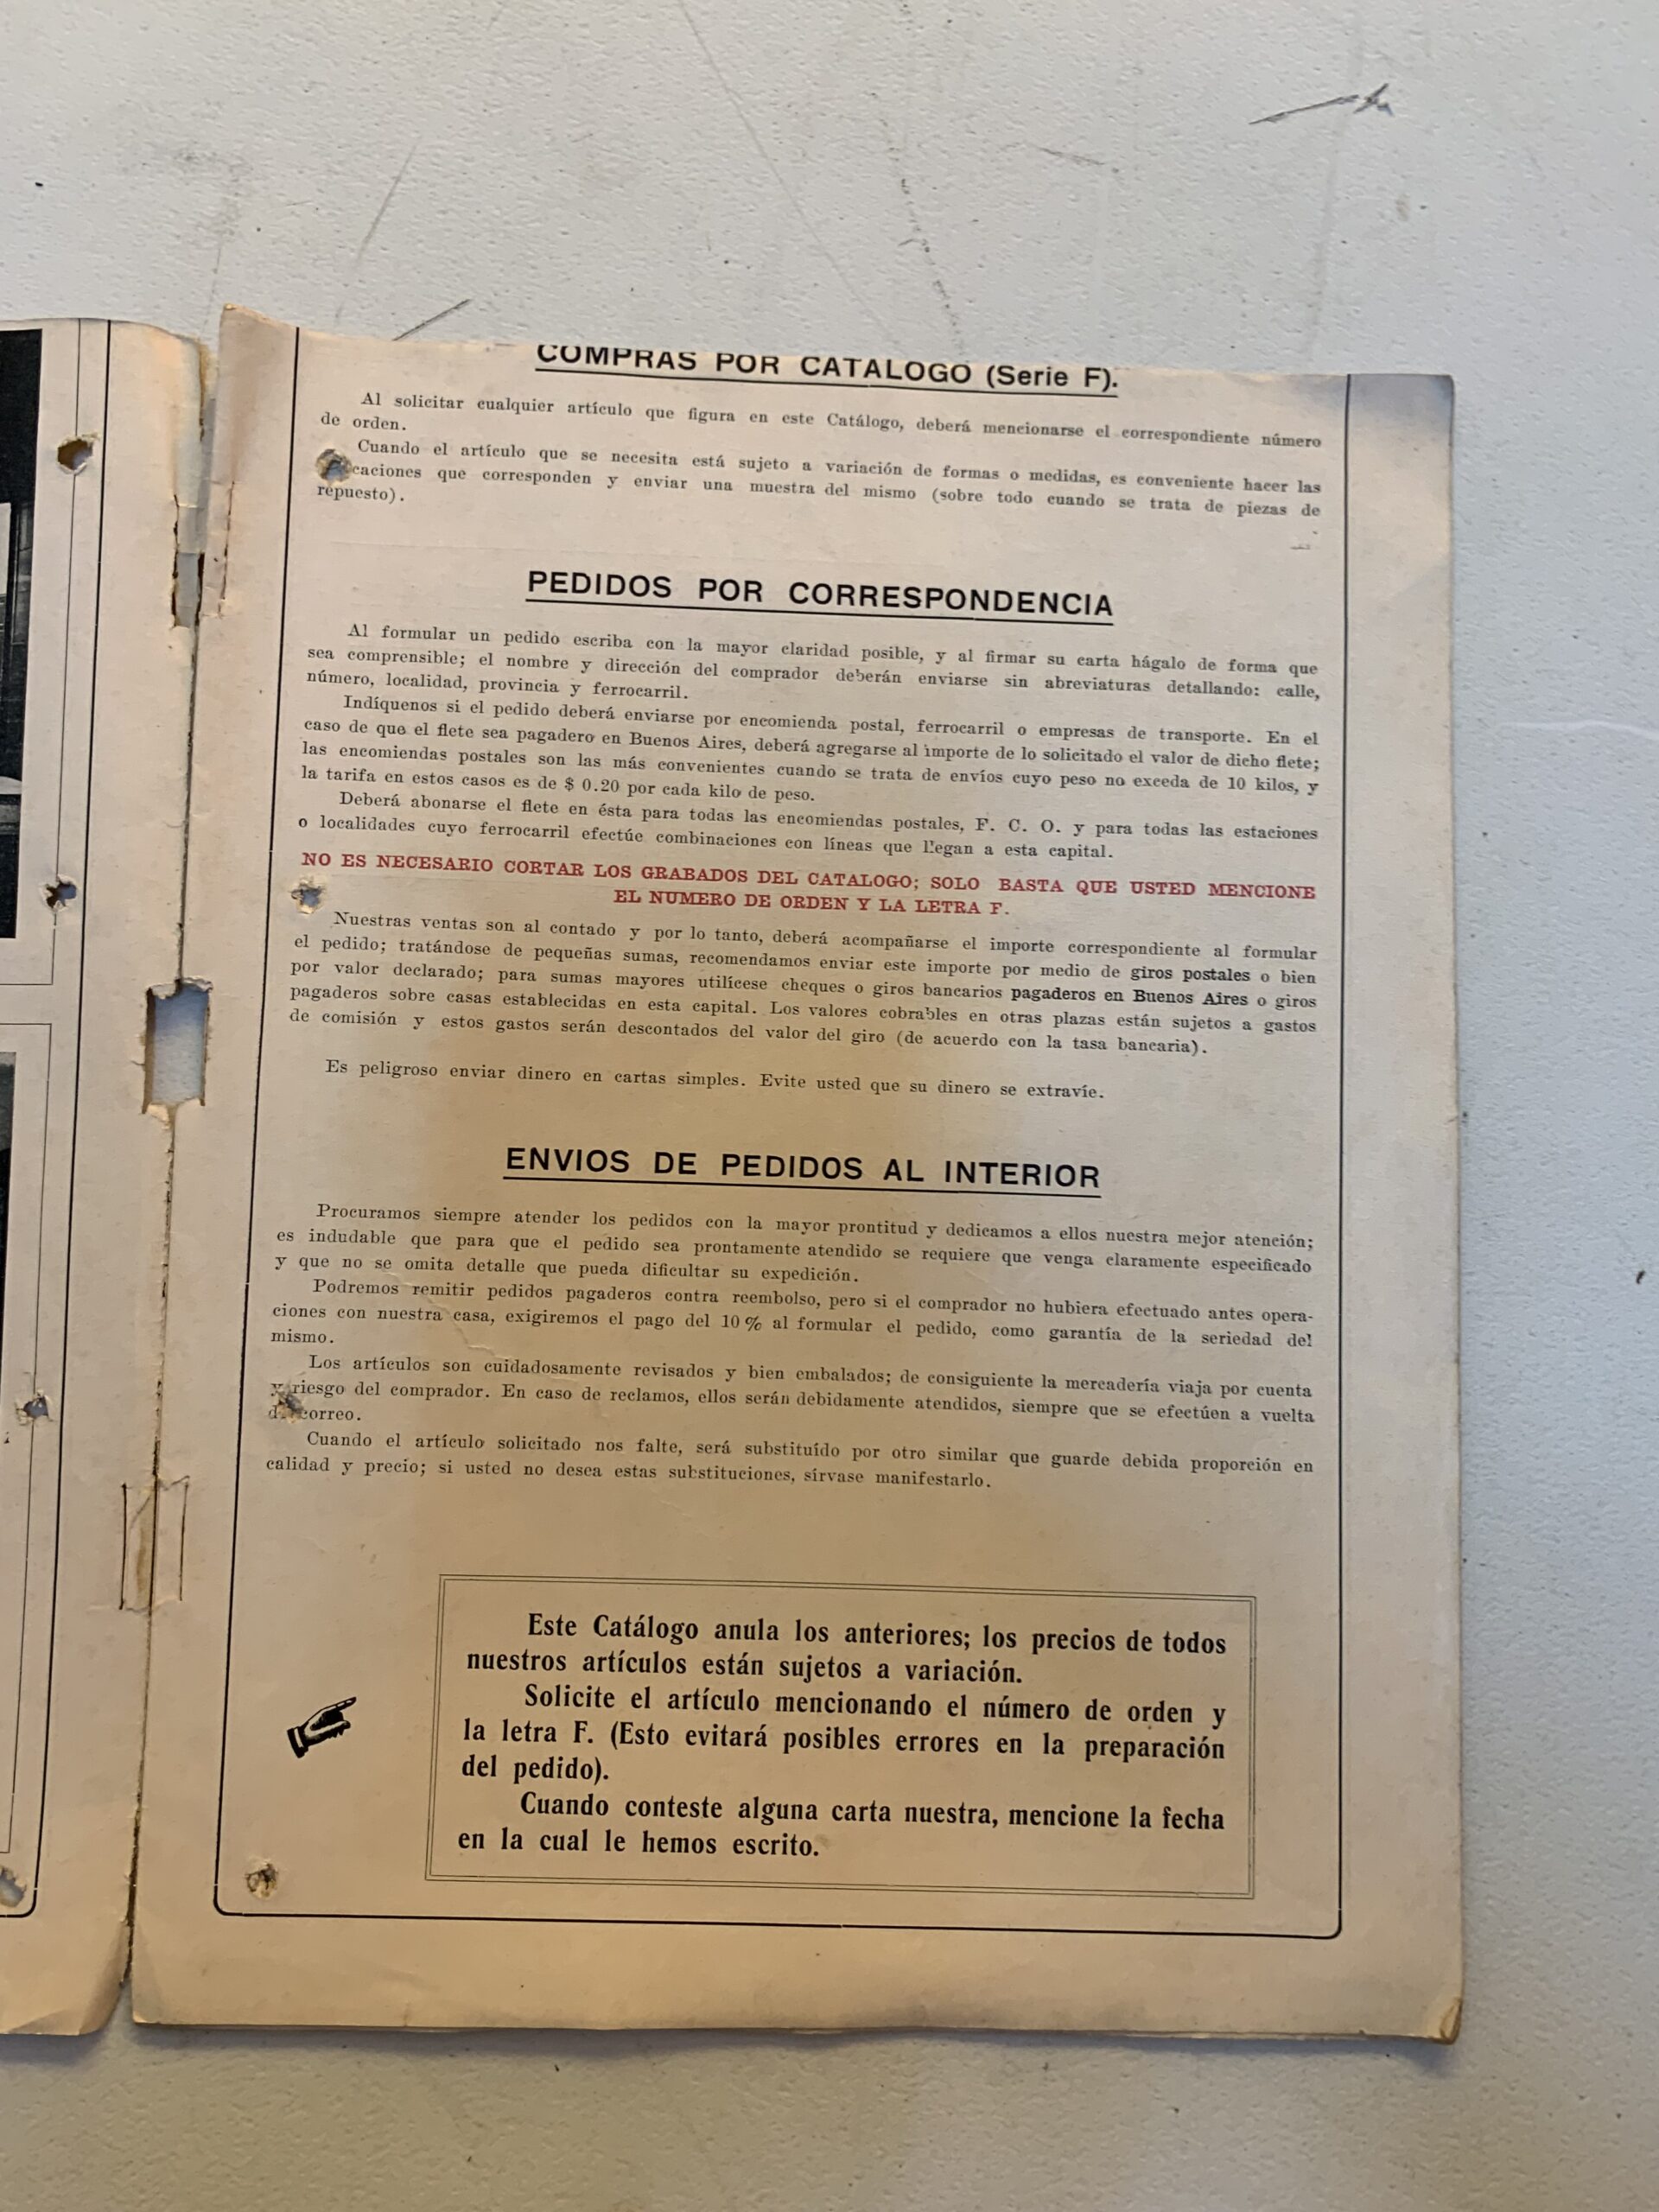 COMPRAS POR CATALOGO (Serie F).
Al solicitar cualquier artículo que figura en este Catálogo, deberá mencionarse el correspondiente número
de orden.
Cuando el artículo que se necesita está sujeto a variación de formas o medidas, es conveniente hacer las
caciones que corresponden y enviar una muestra del mismo (sobre todo cuando se trata de piezas de
repuesto).
PEDIDOS POR CORRESPONDENCIA
Al formular un pedido escriba con la mayor claridad posible, y al firmar su carta hágalo de forma que
sea comprensible; el nombre y dirección del comprador deberán enviarse sin abreviaturas detallando: calle,
número, localidad, provincia y ferrocarril.
Indíquenos si el pedido deberá enviarse por encomienda postal, ferrocarril o empresas de transporte. En el
caso de que el flete sea pagadero en Buenos Aires, deberá agregarse al importe de lo solicitado el valor de dicho flete;
las encomiendas postales son las más convenientes cuando se trata de envíos cuyo peso no exceda de 10 kilos, y
la tarifa en estos casos es de $ 0.20 por cada kilo de peso.
Deberá abonarse el flete en ésta para todas las encomiendas postales, F. C. O. y para todas las estaciones
o localidades cuyo ferrocarril efectúe combinaciones con líneas que llegan a esta capital.
NO ES NECESARIO CORTAR LOS GRABADOS DEL CATALOGO; SOLO BASTA QUE USTED MENCIONE
EL NUMERO DE ORDEN Y LA LETRA F.
Nuestras ventas son al contado y por lo tanto, deberá acompañarse el importe correspondiente al formular
el pedido; tratándose de pequeñas sumas, recomendamos enviar este importe por medio de giros postales o bien
por valor declarado; para sumas mayores utilícese cheques o giros bancarios pagaderos en Buenos Aires o giros
pagaderos sobre casas establecidas en esta capital. Los valores cobrables en otras plazas están sujetos a gastos
de comisión y estos gastos serán descontados del valor del giro (de acuerdo con la tasa bancaria).
Es peligroso enviar dinero en cartas simples. Evite usted que su dinero se extravíe.
ENVIOS DE PEDIDOS AL INTERIOR
Procuramos siempre atender los pedidos con la mayor prontitud y dedicamos a ellos nuestra mejor atención;
es indudable que para que el pedido sea prontamente atendido se requiere que venga claramente especificado
y que no se omita detalle que pueda dificultar su expedición.
Podremos remitir pedidos pagaderos contra reembolso, pero si el comprador no hubiera efectuado antes opera-
ciones con nuestra casa, exigiremos el pago del 10 % al formular el pedido, como garantía de la seriedad del
mismo.
Los artículos son cuidadosamente revisados y bien embalados; de consiguiente la mercadería viaja por cuenta
y riesgo del comprador. En caso de reclamos, ellos serán debidamente atendidos, siempre que se efectúen a vuelta
correo.
Cuando el artículo solicitado nos falte, será substituído por otro similar que guarde debida proporción en
calidad y precio; si usted no desea estas substituciones, sírvase manifestarlo.
Este Catálogo anula los anteriores; los precios de todos
nuestros artículos están sujetos a variación.
Solicite el artículo mencionando el número de orden y
la letra F. (Esto evitará posibles errores en la preparación
del pedido).
Cuando conteste alguna carta nuestra, mencione la fecha
en la cual le hemos escrito.